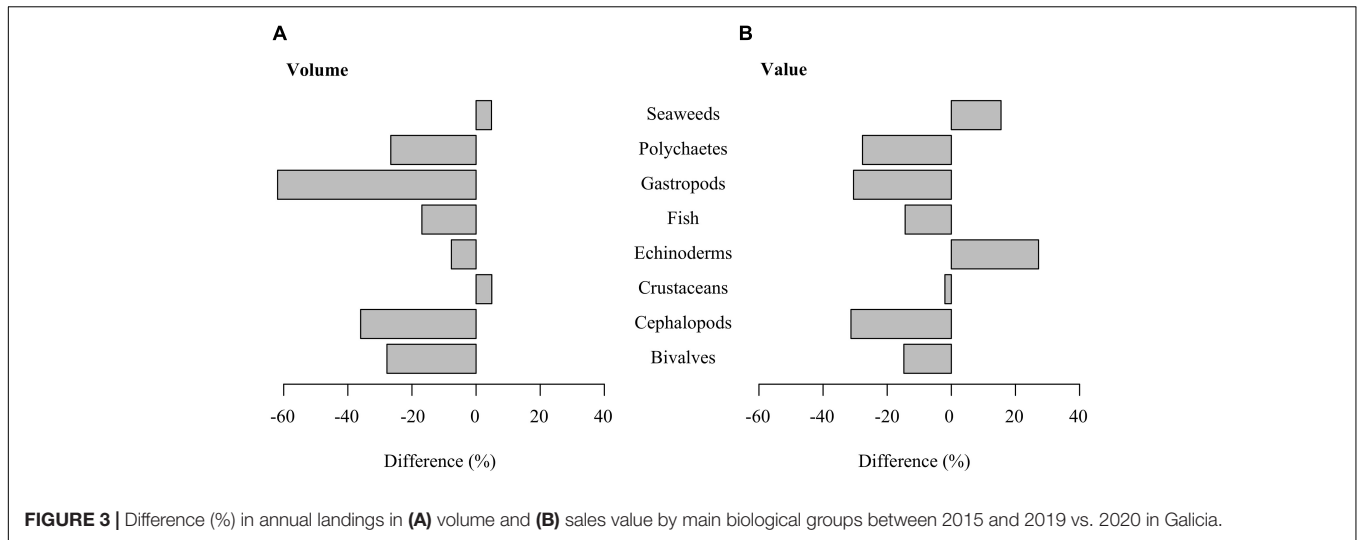 A
B
Volume
Value
Seaweeds
Polychaetes
Gastropods
Fish
Echinoderms
Crustaceans
Cephalopods
Bivalves
-60 -40 -20 0 20 40
-60 -40 -20 0 20 40
Difference (%)
Difference (%)
FIGURE 3 | Difference (%) in annual landings in (A) volume and (B) sales value by main biological groups between 2015 and 2019 vs. 2020 in Galicia.